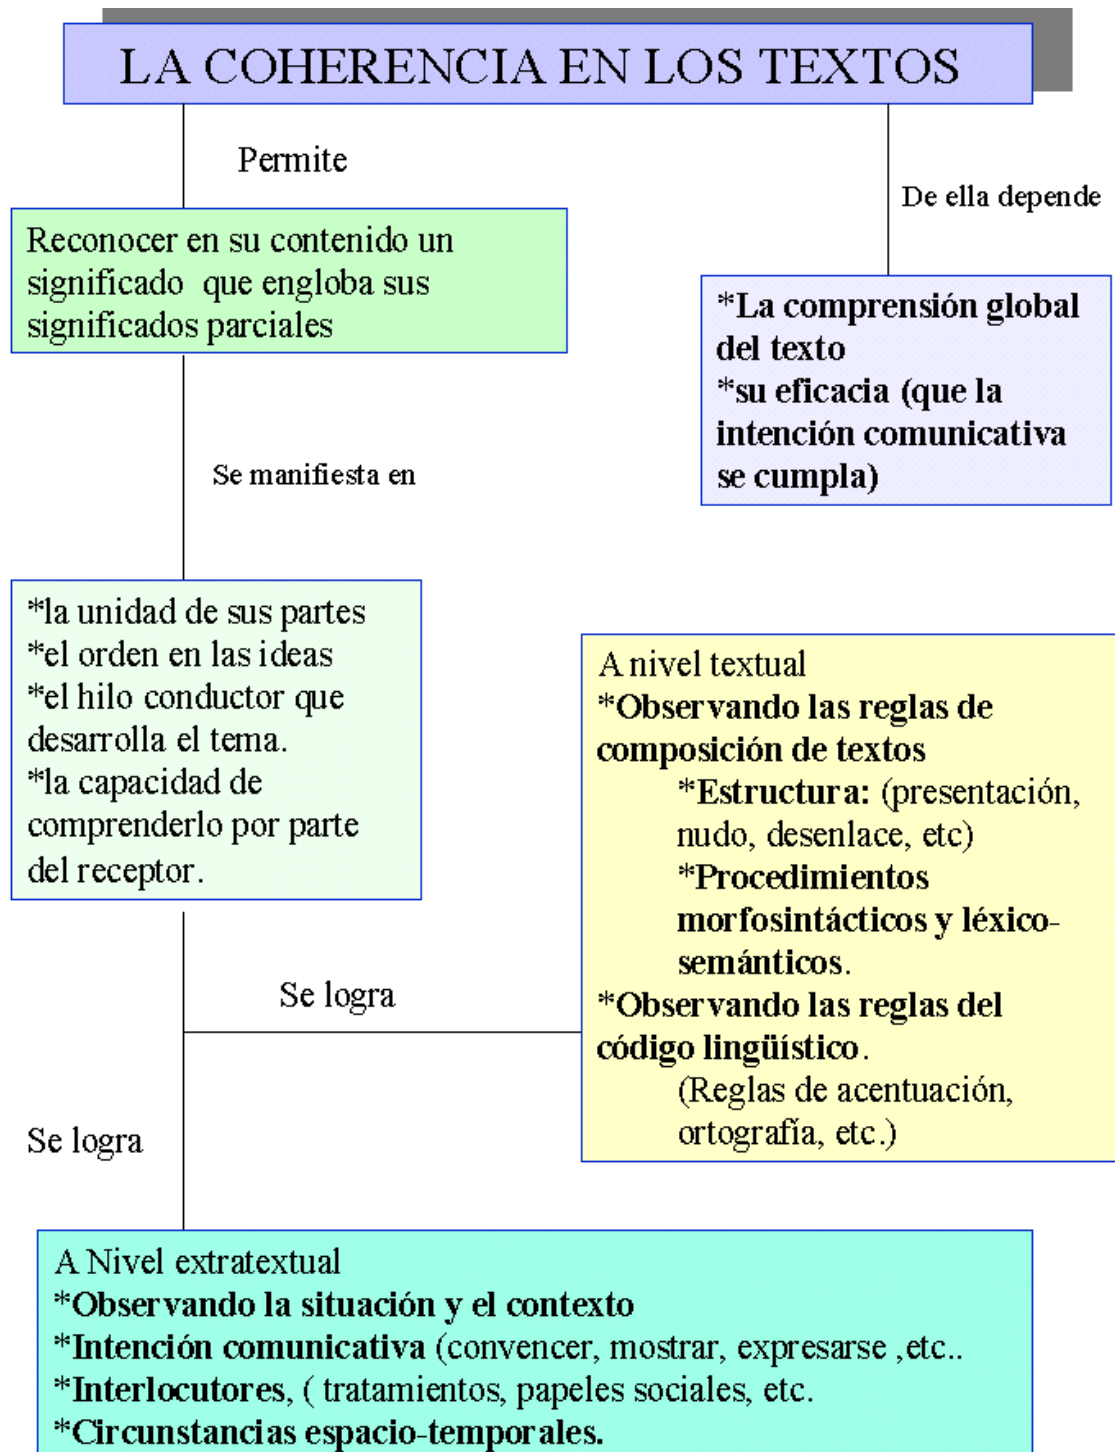 LA COHERENCIA EN LOS TEXTOS
Permite
De ella depende
Reconocer en su contenido un
significado que engloba sus
significados parciales
*La comprensión global
del texto
*su eficacia (que la
intención comunicativa
se cumpla)
Se manifiesta en
*la unidad de sus partes
*el orden en las ideas
*el hilo conductor que
desarrolla el tema.
*la capacidad de
comprenderlo por parte
del receptor.
A nivel textual
*Observando las reglas de
composición de textos
*Estructura: (presentación,
nudo, desenlace, etc)
*Procedimientos
morfosintácticos y léxico-
semánticos.
*Observando las reglas del
código lingüístico.
(Reglas de acentuación,
ortografía, etc.)
Se logra
Se logra
A Nivel extratextual
*Observando la situación y el contexto
*Intención comunicativa (convencer, mostrar, expresarse ,etc..
*Interlocutores, ( tratamientos, papeles sociales, etc.
*Circunstancias espacio-temporales.